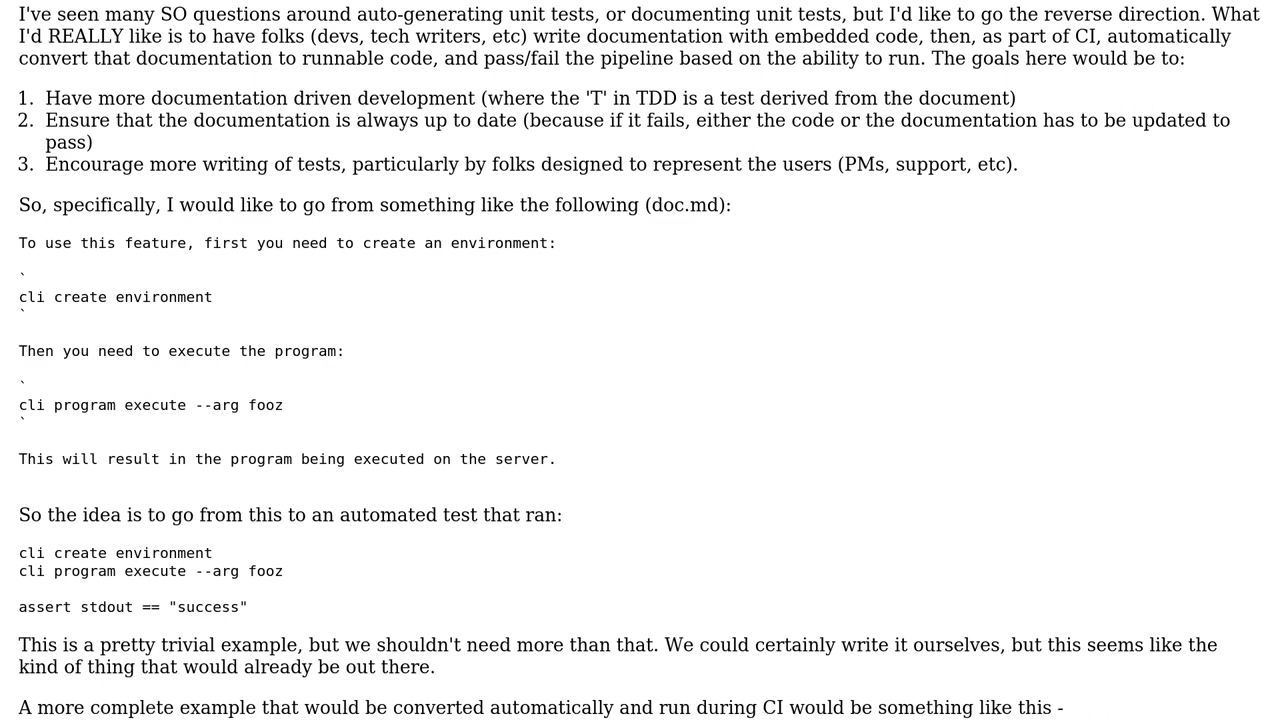 I've seen many SO questions around auto-generating unit tests, or documenting unit tests, but I'd like to go the reverse direction. What
I'd REALLY like is to have folks (devs, tech writers, etc) write documentation with embedded code, then, as part of CI, automatically
convert that documentation to runnable code, and pass/fail the pipeline based on the ability to run. The goals here would be to:
1. Have more documentation driven development (where the 'T' in TDD is a test derived from the document)
2. Ensure that the documentation is always up to date (because if it fails, either the code or the documentation has to be updated to
pass)
3. Encourage more writing of tests, particularly by folks designed to represent the users (PMs, support, etc).
So, specifically, I would like to go from something like the following (doc.md):
To use this feature, first you need to create an environment:
`
cli create environment
`
Then you need to execute the program:
`
cli program execute --arg fooz
`
This will result in the program being executed on the server.
So the idea is to go from this to an automated test that ran:
cli create environment
cli program execute --arg fooz
assert stdout == "success"
This is a pretty trivial example, but we shouldn't need more than that. We could certainly write it ourselves, but this seems like the
kind of thing that would already be out there.
A more complete example that would be converted automatically and run during CI would be something like this -